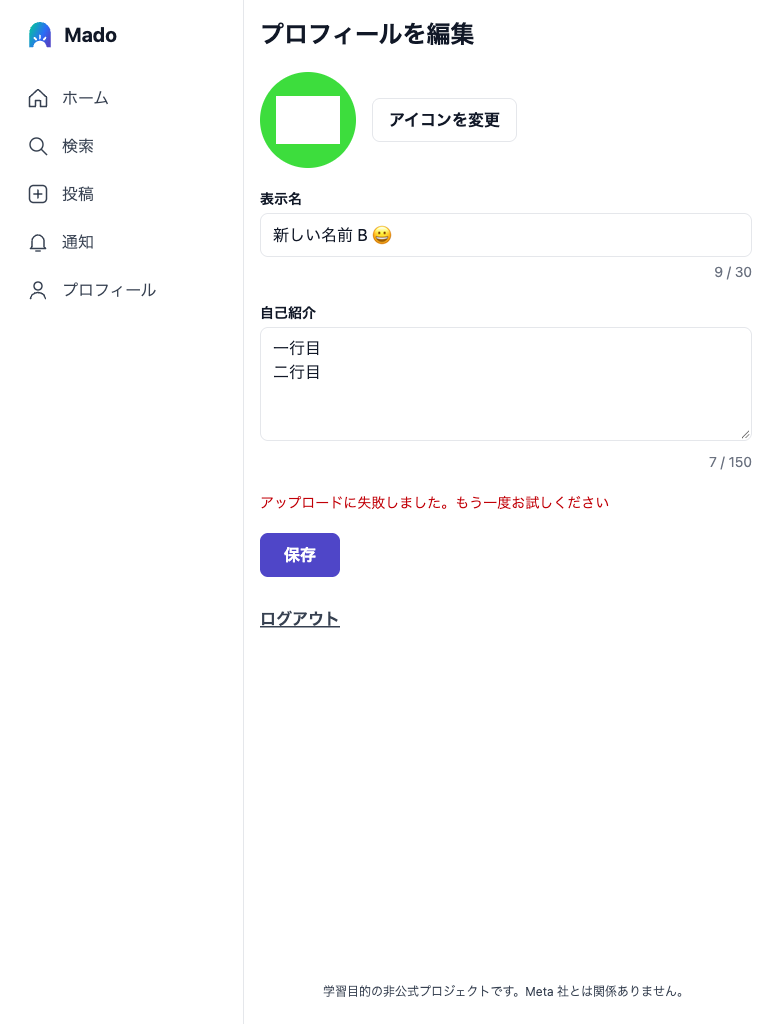 Mado
ホーム
検索
投稿
通知
プロフィール
プロフィールを編集
アイコンを変更
表示名
新しい名前 B 😀
9 / 30
自己紹介
一行目
二行目
7 / 150
アップロードに失敗しました。もう一度お試しください
保存
ログアウト
学習目的の非公式プロジェクトです。Meta 社とは関係ありません。